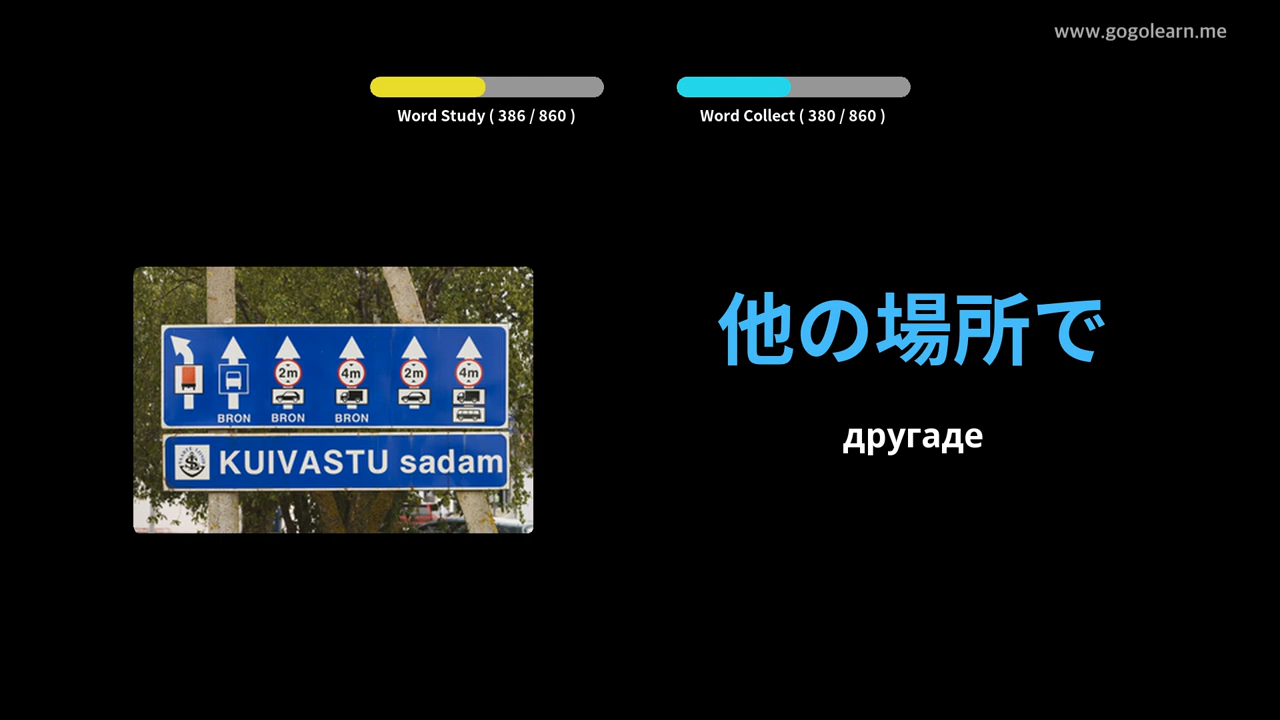 www.gogolearn.me
Word Study ( 386 / 860 )
Word Collect ( 380 / 860 )
2m 4m 2m 4m
BRON BRON BRON
KUIVASTU sadam
他の場所で
другаде